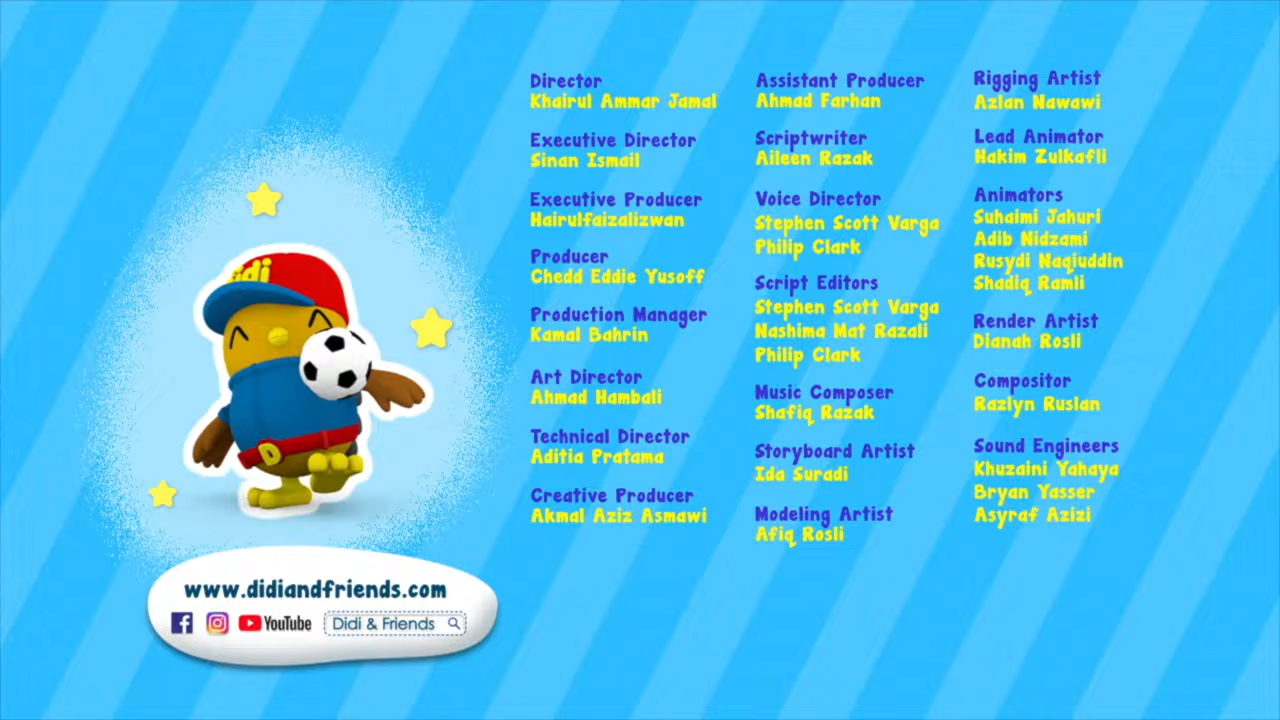 Director
Khairul Ammar Jamal
Executive Director
Sinan Ismail
Executive Producer
Hairulfaizalizwan
Producer
Chedd Eddie Yusoff
Production Manager
Kamal Bahrin
Art Director
Ahmad Hambali
Technical Director
Aditia Pratama
Creative Producer
Akmal Aziz Asmawi
Assistant Producer
Ahmad Farhan
Scriptwriter
Aileen Razak
Voice Director
Stephen Scott Varga
Philip Clark
Script Editors
Stephen Scott Varga
Nashima Mat Razali
Philip Clark
Music Composer
Shafiq Razak
Storyboard Artist
Ida Suradi
Modeling Artist
Afiq Rosli
Rigging Artist
Azlan Nawawi
Lead Animator
Hakim Zulkafli
Animators
Suhaimi Jahuri
Adib Nidzami
Rusydi Naqiuddin
Shadiq Ramli
Render Artist
Dianah Rosli
Compositor
Razlyn Ruslan
Sound Engineers
Khuzaini Yahaya
Bryan Yasser
Asyraf Azizi
D
www.didiandfriends.com
YouTube Didi & Friends